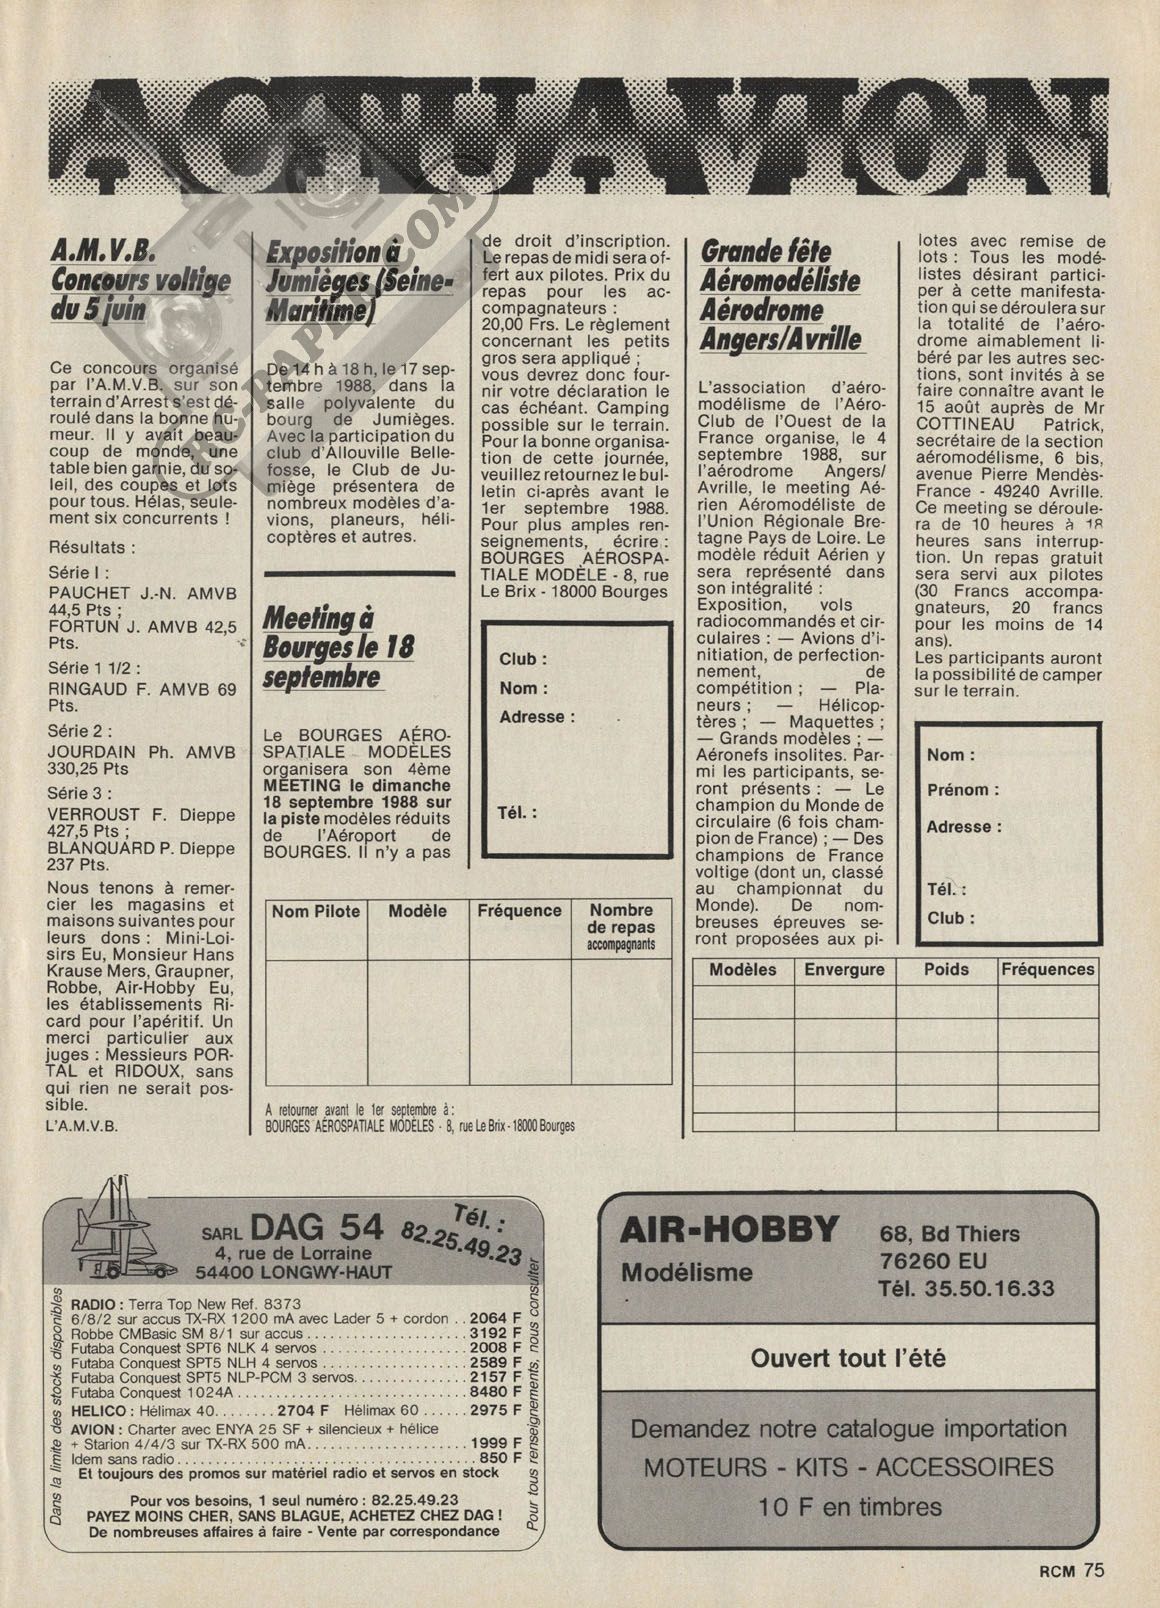 ACTUAVION
RC-PAPER.COM
A.M.V.B.
Concours voltige
du 5 juin
Ce concours organisé
par l'A.M.V.B. sur son
terrain d'Arrest s'est dé-
roulé dans la bonne hu-
meur. Il y avait beau-
coup de monde, une
table bien garnie, du so-
leil, des coupes et lots
pour tous. Hélas, seule-
ment six concurrents !
Résultats :
Série I :
PAUCHET J.-N. AMVB
44,5 Pts ;
FORTUN J. AMVB 42,5
Pts.
Série 1 1/2 :
RINGAUD F. AMVB 69
Pts.
Série 2 :
JOURDAIN Ph. AMVB
330,25 Pts
Série 3 :
VERROUST F. Dieppe
427,5 Pts ;
BLANQUARD P. Dieppe
237 Pts.
Nous tenons à remer-
cier les magasins et
maisons suivantes pour
leurs dons : Mini-Loi-
sirs Eu, Monsieur Hans
Krause Mers, Graupner,
Robbe, Air-Hobby Eu,
les établissements Ri-
card pour l'apéritif. Un
merci particulier aux
juges : Messieurs POR-
TAL et RIDOUX, sans
qui rien ne serait pos-
sible.
L'A.M.V.B.
Exposition à
Jumièges (Seine-
Maritime)
De 14 h à 18 h, le 17 sep-
tembre 1988, dans la
salle polyvalente du
bourg de Jumièges.
Avec la participation du
club d'Allouville Belle-
fosse, le Club de Ju-
miège présentera de
nombreux modèles d'a-
vions, planeurs, héli-
coptères et autres.
Meeting à
Bourges le 18
septembre
Le BOURGES AÉRO-
SPATIALE MODÈLES
organisera son 4ème
MEETING le dimanche
18 septembre 1988 sur
la piste modèles réduits
de l'Aéroport de
BOURGES. Il n'y a pas
de droit d'inscription.
Le repas de midi sera of-
fert aux pilotes. Prix du
repas pour les ac-
compagnateurs :
20,00 Frs. Le règlement
concernant les petits
gros sera appliqué ;
vous devrez donc four-
nir votre déclaration le
cas échéant. Camping
possible sur le terrain.
Pour la bonne organisa-
tion de cette journée,
veuillez retournez le bul-
letin ci-après avant le
1er septembre 1988.
Pour plus amples ren-
seignements, écrire :
BOURGES AÉROSPA-
TIALE MODÈLE - 8, rue
Le Brix - 18000 Bourges
Club :
Nom :
Adresse :
Tél. :
Nom Pilote Modèle Fréquence Nombre
de repas
accompagnants
A retourner avant le 1er septembre à :
BOURGES AÉROSPATIALE MODÈLES - 8, rue Le Brix - 18000 Bourges
Grande fête
Aéromodéliste
Aérodrome
Angers/Avrille
L'association d'aéro-
modélisme de l'Aéro-
Club de l'Ouest de la
France organise, le 4
septembre 1988, sur
l'aérodrome Angers/
Avrille, le meeting Aé-
rien Aéromodéliste de
l'Union Régionale Bre-
tagne Pays de Loire. Le
modèle réduit Aérien y
sera représenté dans
son intégralité :
Exposition, vols
radiocommandés et cir-
culaires : — Avions d'i-
nitiation, de perfection-
nement, de
compétition ; — Pla-
neurs ; — Hélicop-
tères ; — Maquettes ;
— Grands modèles ; —
Aéronefs insolites. Par-
mi les participants, se-
ront présents : — Le
champion du Monde de
circulaire (6 fois cham-
pion de France) ; — Des
champions de France
voltige (dont un, classé
au championnat du
Monde). De nom-
breuses épreuves se-
ront proposées aux pi-
lotes avec remise de
lots : Tous les modé-
listes désirant partici-
per à cette manifesta-
tion qui se déroulera sur
la totalité de l'aéro-
drome aimablement li-
béré par les autres sec-
tions, sont invités à se
faire connaître avant le
15 août auprès de Mr
COTTINEAU Patrick,
secrétaire de la section
aéromodélisme, 6 bis,
avenue Pierre Mendès-
France - 49240 Avrille.
Ce meeting se déroule-
ra de 10 heures à 18
heures sans interrup-
tion. Un repas gratuit
sera servi aux pilotes
(30 Francs accompa-
gnateurs, 20 francs
pour les moins de 14
ans).
Les participants auront
la possibilité de camper
sur le terrain.
Nom :
Prénom :
Adresse :
Tél. :
Club :
Modèles Envergure Poids Fréquences
SARL DAG 54 Tél. :
82.25.49.23
4, rue de Lorraine
54400 LONGWY-HAUT
Dans la limite des stocks disponibles
RADIO : Terra Top New Ref. 8373
6/8/2 sur accus TX-RX 1200 mA avec Lader 5 + cordon .. 2064 F
Robbe CMBasic SM 8/1 sur accus .................... 3192 F
Futaba Conquest SPT6 NLK 4 servos .................. 2008 F
Futaba Conquest SPT5 NLH 4 servos .................. 2589 F
Futaba Conquest SPT5 NLP-PCM 3 servos .............. 2157 F
Futaba Conquest 1024A ............................. 8480 F
HELICO : Hélimax 40 ........ 2704 F Hélimax 60 ...... 2975 F
AVION : Charter avec ENYA 25 SF + silencieux + hélice
+ Starion 4/4/3 sur TX-RX 500 mA .................... 1999 F
Idem sans radio .................................... 850 F
Et toujours des promos sur matériel radio et servos en stock
Pour vos besoins, 1 seul numéro : 82.25.49.23
PAYEZ MOINS CHER, SANS BLAGUE, ACHETEZ CHEZ DAG !
De nombreuses affaires à faire - Vente par correspondance
Pour tous renseignements, nous consulter
AIR-HOBBY
Modélisme
68, Bd Thiers
76260 EU
Tél. 35.50.16.33
Ouvert tout l'été
Demandez notre catalogue importation
MOTEURS - KITS - ACCESSOIRES
10 F en timbres
RCM 75